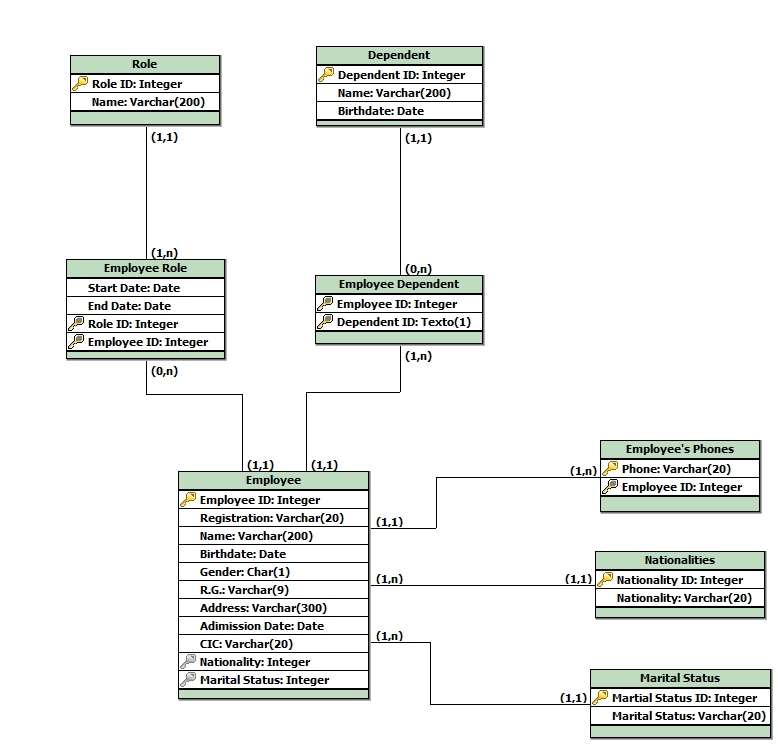 Role
Role ID: Integer
Name: Varchar(200)
(1,1)
Dependent
Dependent ID: Integer
Name: Varchar(200)
Birthdate: Date
(1,1)
(1,n)
Employee Role
Start Date: Date
End Date: Date
Role ID: Integer
Employee ID: Integer
(0,n)
(0,n)
Employee Dependent
Employee ID: Integer
Dependent ID: Texto(1)
(1,n)
(1,1)
(1,1)
Employee
Employee ID: Integer
Registration: Varchar(20)
Name: Varchar(200)
Birthdate: Date
Gender: Char(1)
R.G.: Varchar(9)
Address: Varchar(300)
Adimission Date: Date
CIC: Varchar(20)
Nationality: Integer
Marital Status: Integer
(1,1)
(1,n)
Employee's Phones
Phone: Varchar(20)
Employee ID: Integer
(1,n)
(1,1)
Nationalities
Nationality ID: Integer
Nationality: Varchar(20)
(1,n)
(1,1)
Marital Status
Martial Status ID: Integer
Marital Status: Varchar(20)